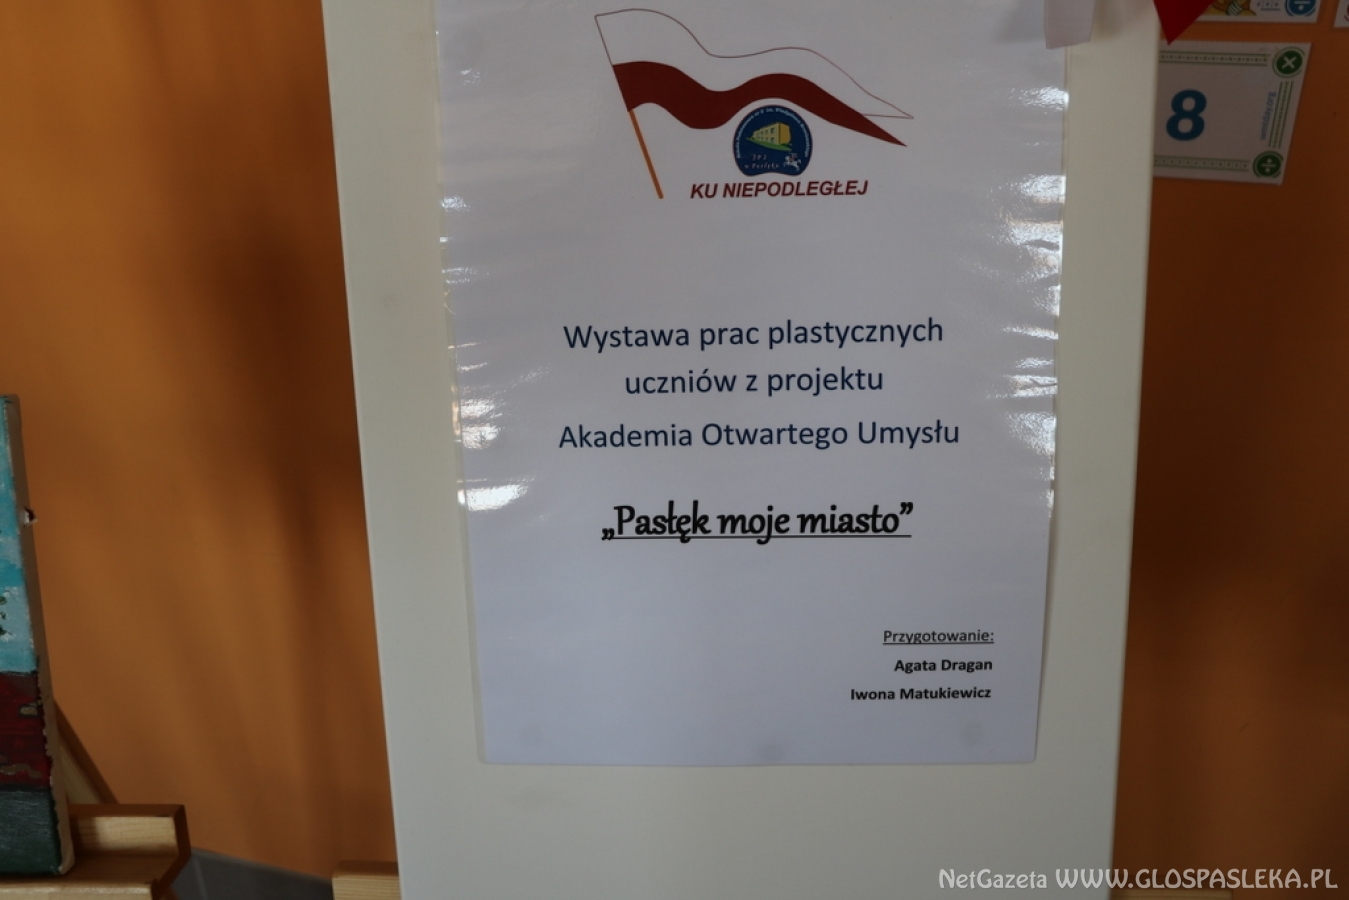 KU NIEPODLEGŁEJ
8
Wystawa prac plastycznych
uczniów z projektu
Akademia Otwartego Umysłu
„Pasłęk moje miasto”
Przygotowanie:
Agata Dragan
Iwona Matukiewicz
NetGazeta WWW.GLOSPASLEKA.PL